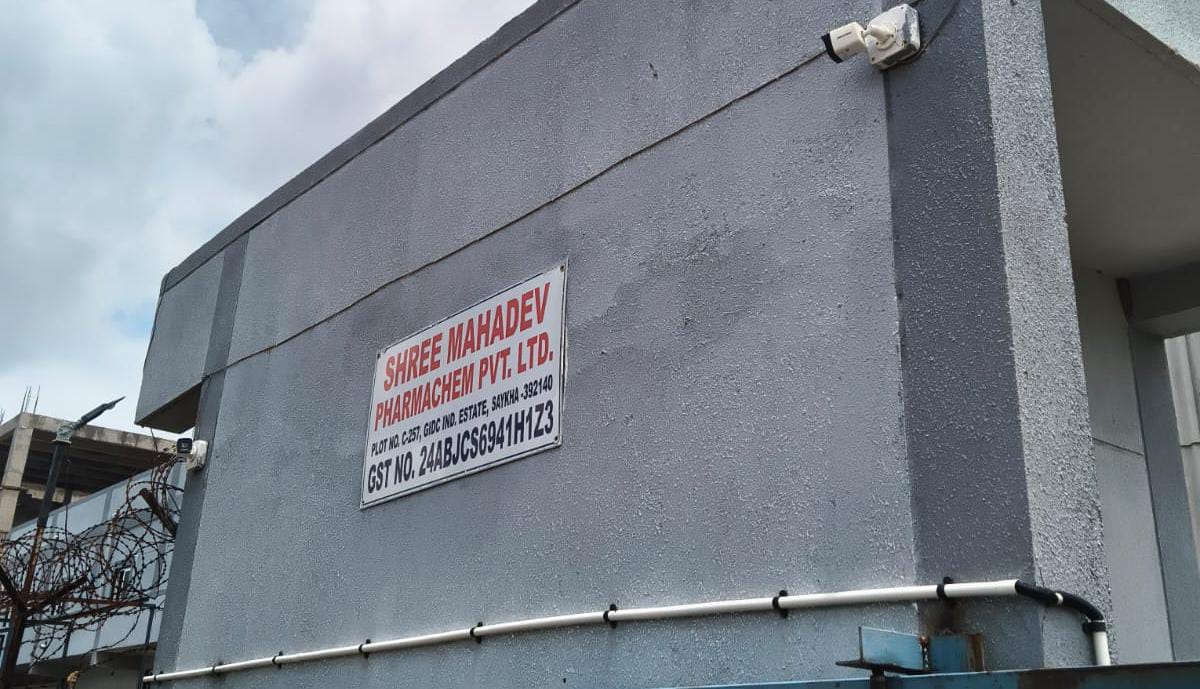 SHREE MAHADEV
PHARMACHEM PVT. LTD.
PLOT NO. C-257, GIDC IND. ESTATE, SAYKHA -392140
GST NO. 24ABJCS6941H1Z3